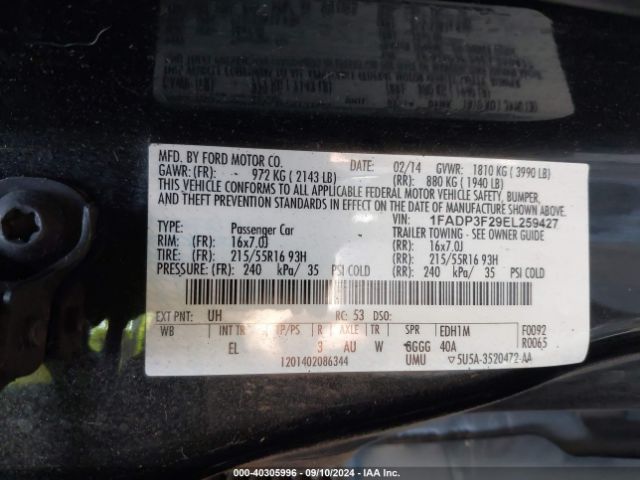 MFD. BY FORD MOTOR CO.
DATE: 02/14 GVWR: 1810 KG ( 3990 LB)
GAWR: (FR) 972 KG ( 2143 LB) (RR) 880 KG ( 1940 LB)
THIS VEHICLE CONFORMS TO ALL APPLICABLE FEDERAL MOTOR VEHICLE SAFETY, BUMPER,
AND THEFT PREVENTION STANDARDS IN EFFECT ON THE DATE OF MANUFACTURE SHOWN ABOVE.
VIN: 1FADP3F29EL259427
TYPE: Passenger Car TRAILER TOWING - SEE OWNER GUIDE
RIM: (FR) 16x7.0J (RR) 16x7.0J
TIRE: (FR) 215/55R16 93H (RR) 215/55R16 93H
PRESSURE: (FR) 240 kPa/ 35 PSI COLD (RR) 240 kPa/ 35 PSI COLD
EXT PNT: UH RC: 53 DSO:
WB INT TR TP/PS R AXLE TR SPR EDH1M F0092
EL 3 AU W GGGG 40A R0065
1201402086344 UMU ▽5U5A-3520472-AA
000-40305996 - 09/10/2024 - IAA Inc.